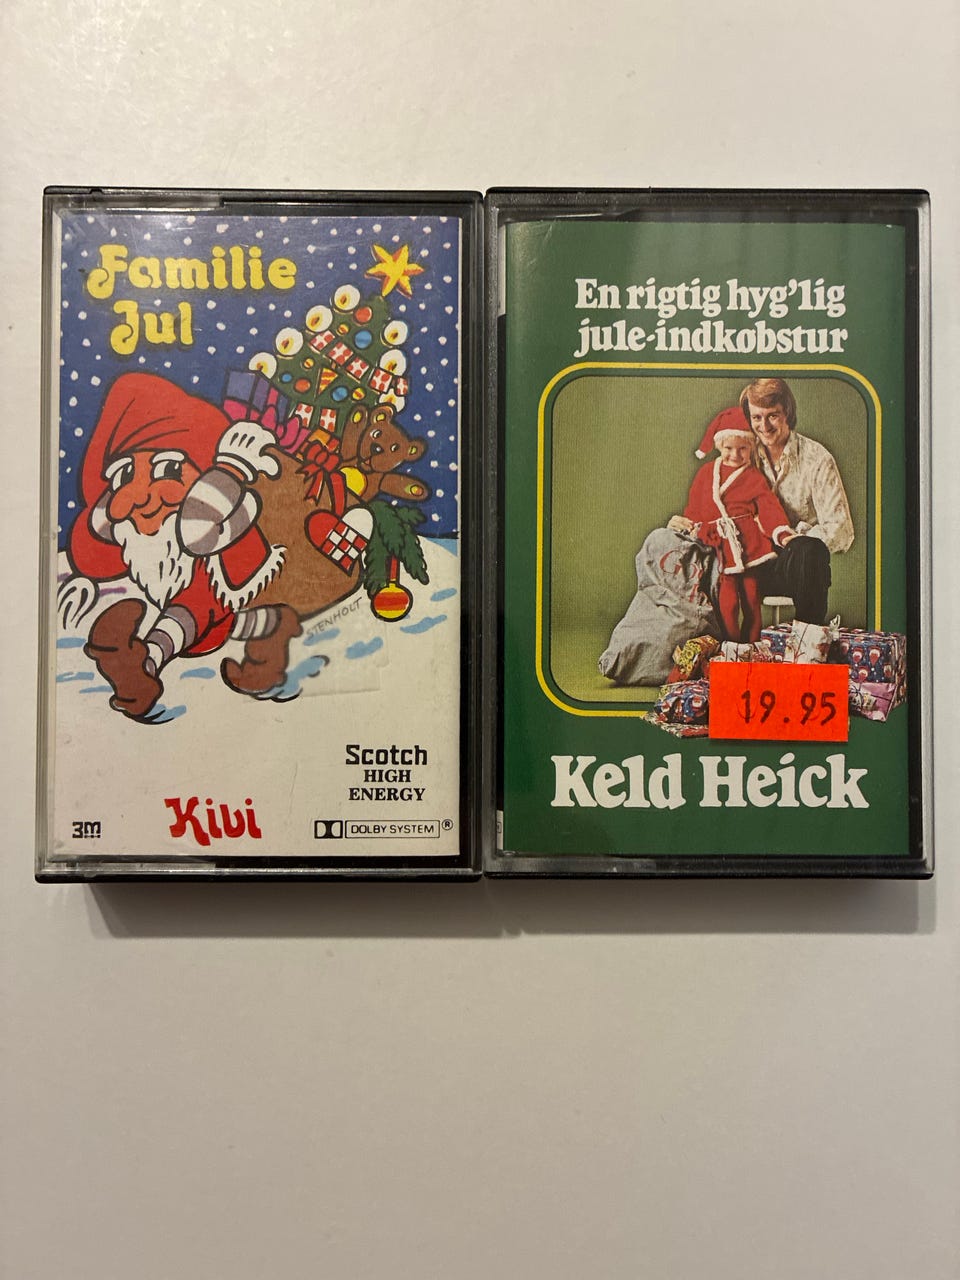 Familie
Jul
STENHOLT
Scotch
HIGH
ENERGY
3M
Kivi
DOLBY SYSTEM®
En rigtig hyg'lig
jule-indkøbstur
19.95
Keld Heick